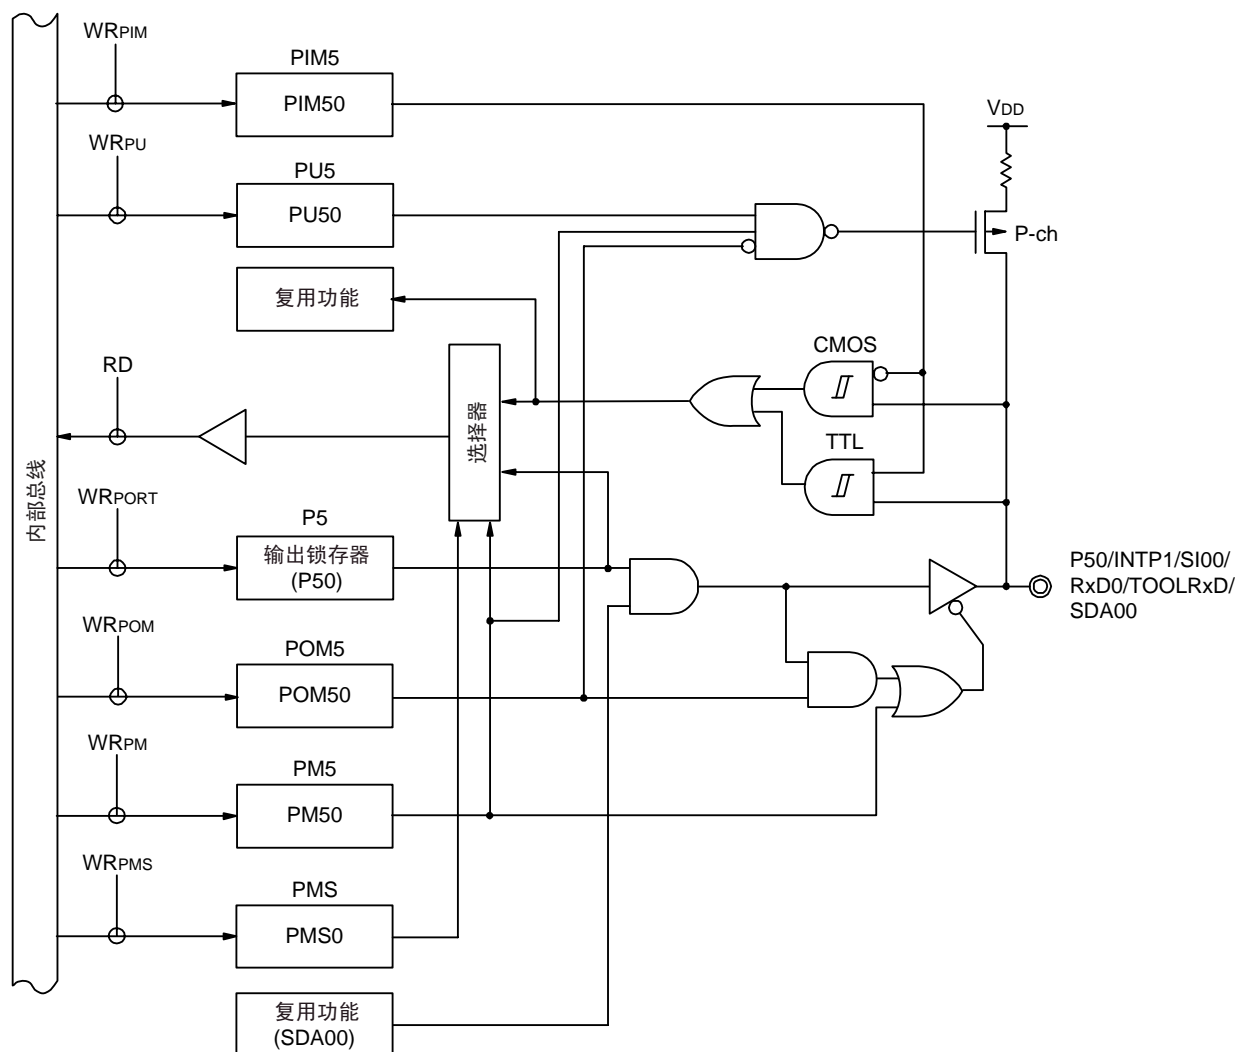 WRPIM
PIM5
PIM50
VDD
WRPU
PU5
PU50
P-ch
复用功能
CMOS
RD
选择器
TTL
内部总线
WRPORT
P5
输出锁存器
(P50)
P50/INTP1/SI00/
RxD0/TOOLRxD/
SDA00
WRPOM
POM5
POM50
WRPM
PM5
PM50
WRPMS
PMS
PMS0
复用功能
(SDA00)